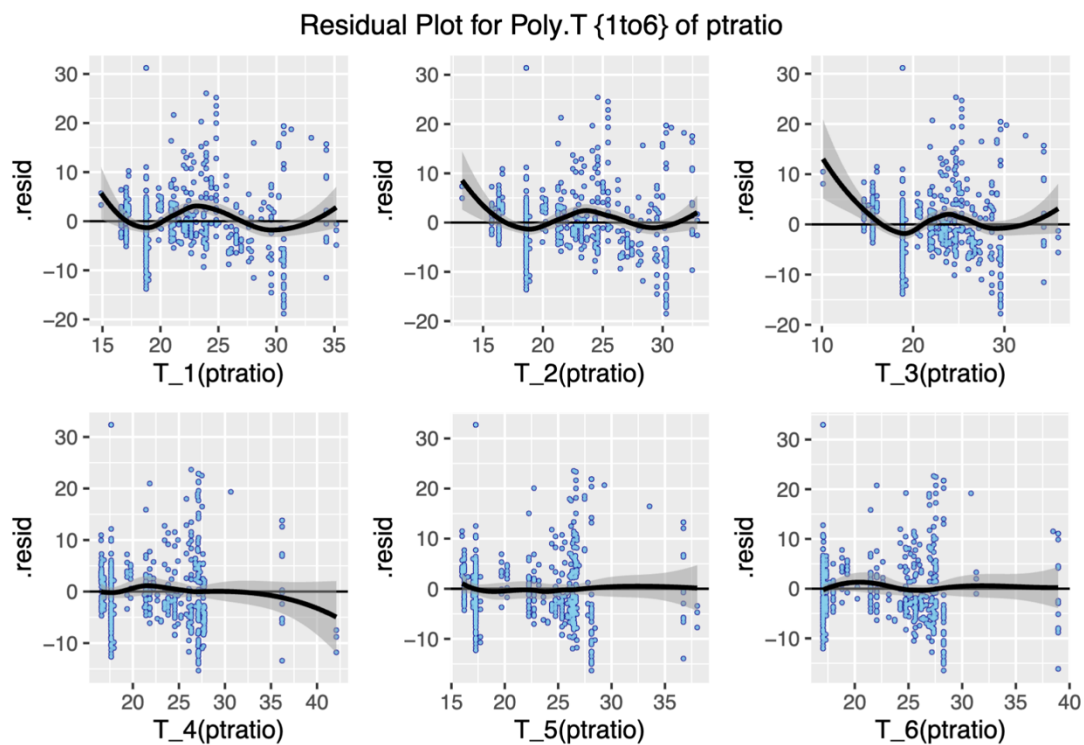 Residual Plot for Poly.T {1to6} of ptratio
.resid
30
20
10
0
−10
−20
15 20 25 30 35
T_1(ptratio)
.resid
30
20
10
0
−10
−20
15 20 25 30
T_2(ptratio)
.resid
30
20
10
0
−10
−20
10 15 20 25 30
T_3(ptratio)
.resid
30
20
10
0
−10
20 25 30 35 40
T_4(ptratio)
.resid
30
20
10
0
−10
15 20 25 30 35
T_5(ptratio)
.resid
30
20
10
0
−10
20 25 30 35 40
T_6(ptratio)